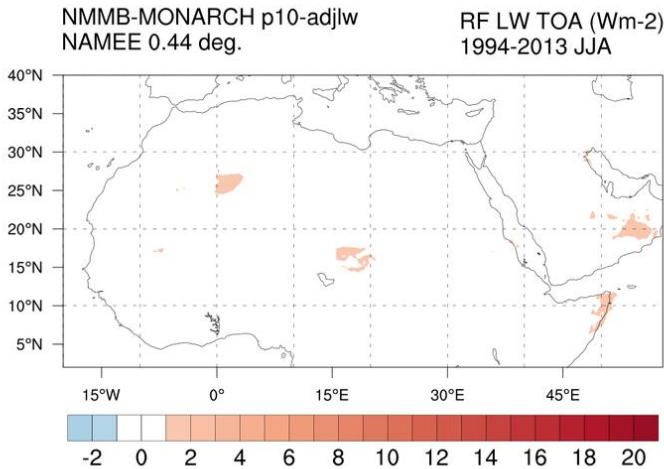 NMMB-MONARCH p10-adjlw
NAMEE 0.44 deg.
RF LW TOA (Wm-2)
1994-2013 JJA
40°N
35°N
30°N
25°N
20°N
15°N
10°N
5°N
15°W 0° 15°E 30°E 45°E
-2 0 2 4 6 8 10 12 14 16 18 20